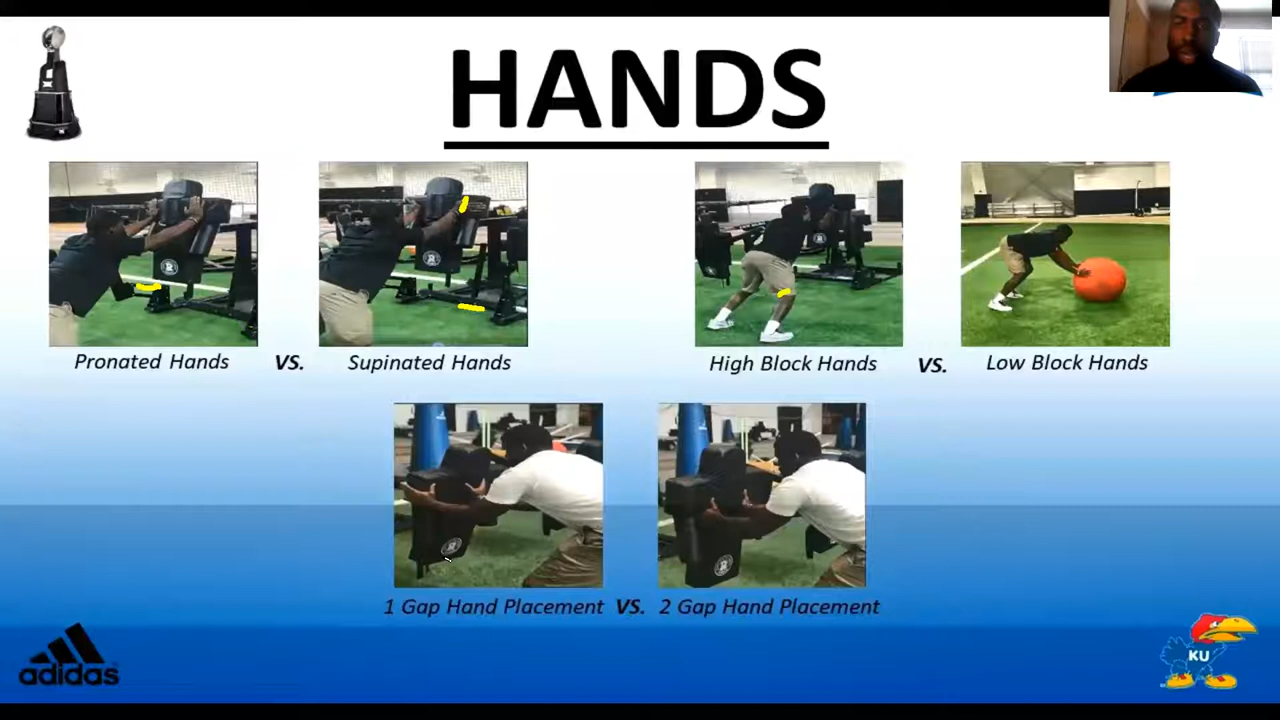 HANDS
Pronated Hands VS. Supinated Hands
High Block Hands VS. Low Block Hands
1 Gap Hand Placement VS. 2 Gap Hand Placement
adidas
KU